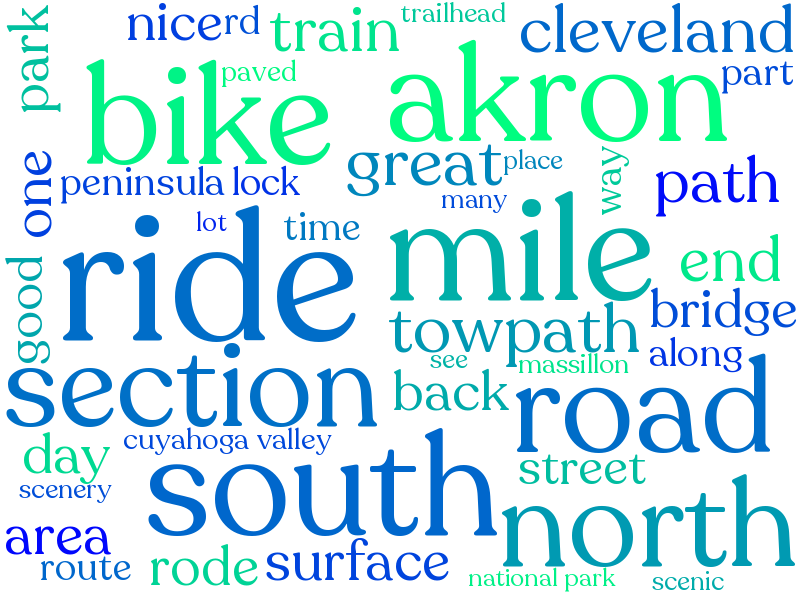 park
nice
rd
train
trailhead
cleveland
part
bike
paved
akron
one
peninsula
lock
great
place
many
way
path
lot
time
ride
mile
end
good
towpath
bridge
see
massillon
along
section
back
road
day
cuyahoga valley
south
street
scenery
north
area
route
rode
surface
national park
scenic